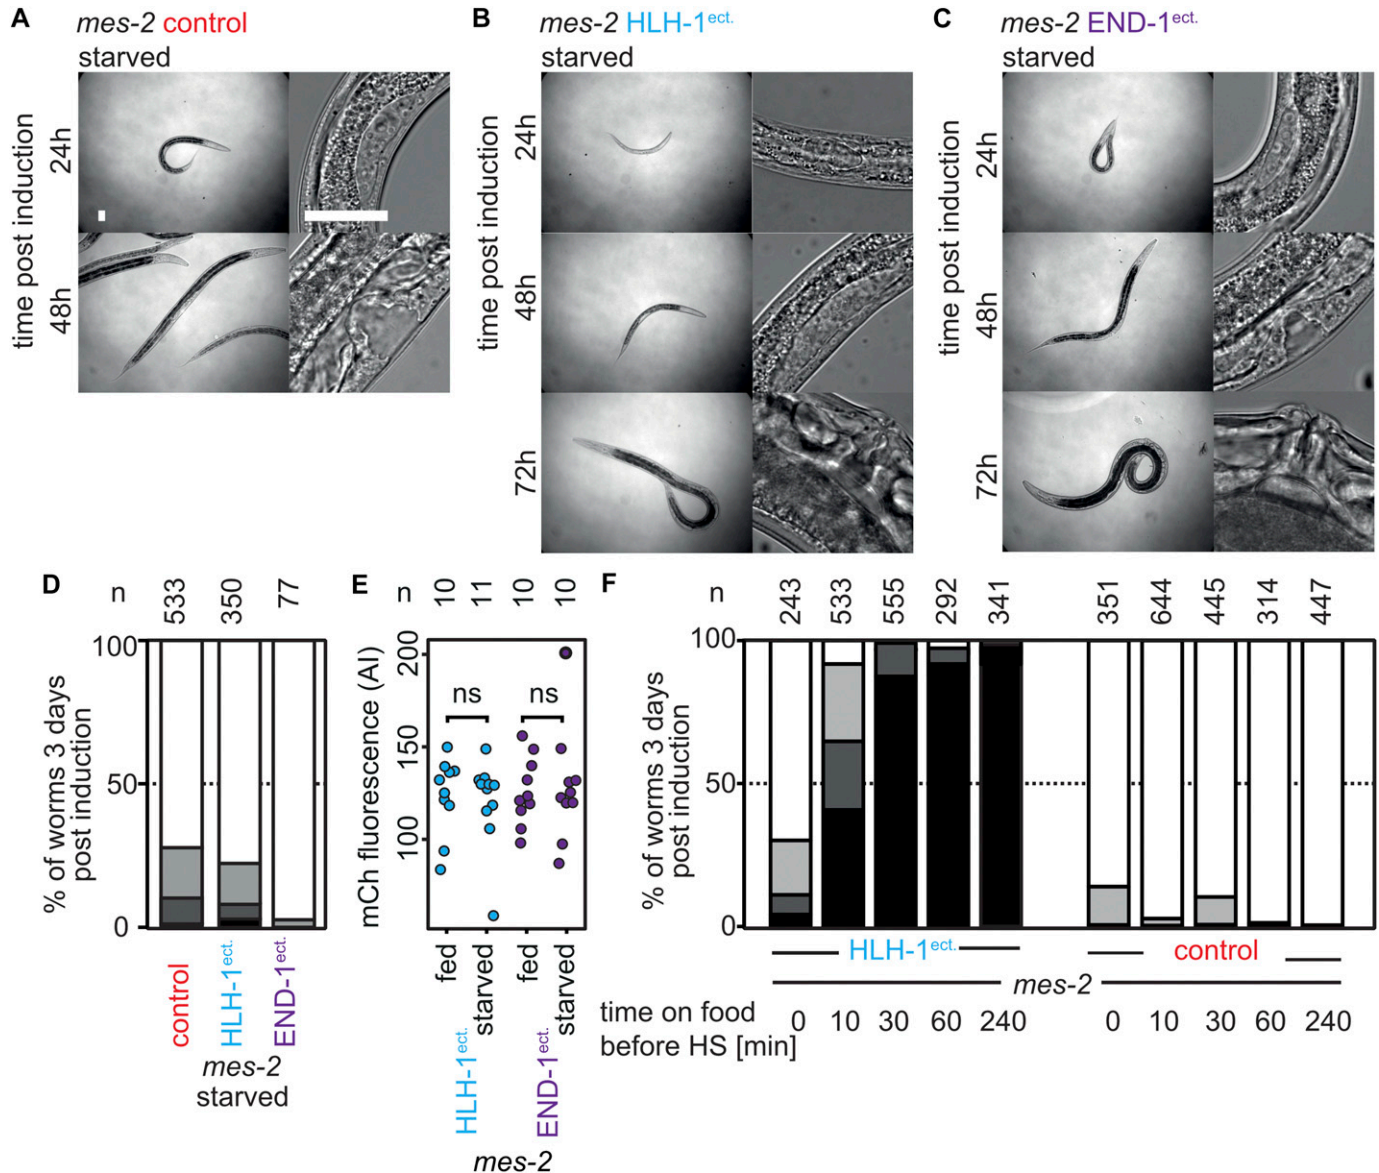 A
mes-2 control
starved
time post induction
24h
48h
B
mes-2 HLH-1ect.
starved
time post induction
24h
48h
72h
C
mes-2 END-1ect.
starved
time post induction
24h
48h
72h
D
n
533
350
77
% of worms 3 days
post induction
100
50
0
control
HLH-1ect.
END-1ect.
mes-2
starved
E
n
10
11
10
10
mCh fluorescence (AI)
200
150
100
ns
ns
fed
starved
fed
starved
HLH-1ect.
END-1ect.
mes-2
F
n
243
533
555
292
341
351
644
445
314
447
% of worms 3 days
post induction
100
50
0
HLH-1ect.
control
mes-2
time on food
before HS [min]
0 10 30 60 240 0 10 30 60 240